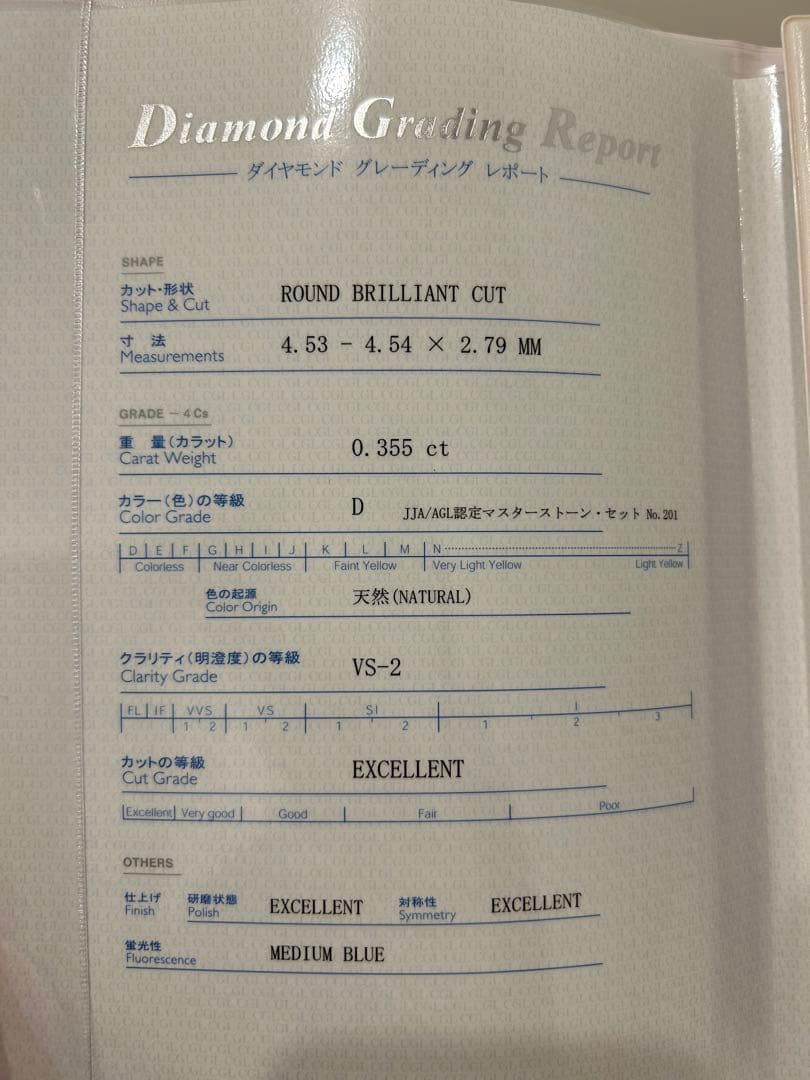 Diamond Grading Report
ダイヤモンド グレーディング レポート
SHAPE
カット・形状
Shape & Cut
ROUND BRILLIANT CUT
寸 法
Measurements
4.53 - 4.54 × 2.79 MM
GRADE - 4Cs
重 量(カラット)
Carat Weight
0.355 ct
カラー(色)の等級
Color Grade
D
JJA/AGL認定マスターストーン・セット No.201
D E F G H I J K L M N Z
Colorless Near Colorless Faint Yellow Very Light Yellow Light Yellow
色の起源
Color Origin
天然(NATURAL)
クラリティ(明澄度)の等級
Clarity Grade
VS-2
FL IF VVS VS SI I
1 2 1 2 1 2 1 2 3
カットの等級
Cut Grade
EXCELLENT
Excellent Very good Good Fair Poor
OTHERS
仕上げ
Finish
研磨状態
Polish
EXCELLENT
対称性
Symmetry
EXCELLENT
蛍光性
Fluorescence
MEDIUM BLUE